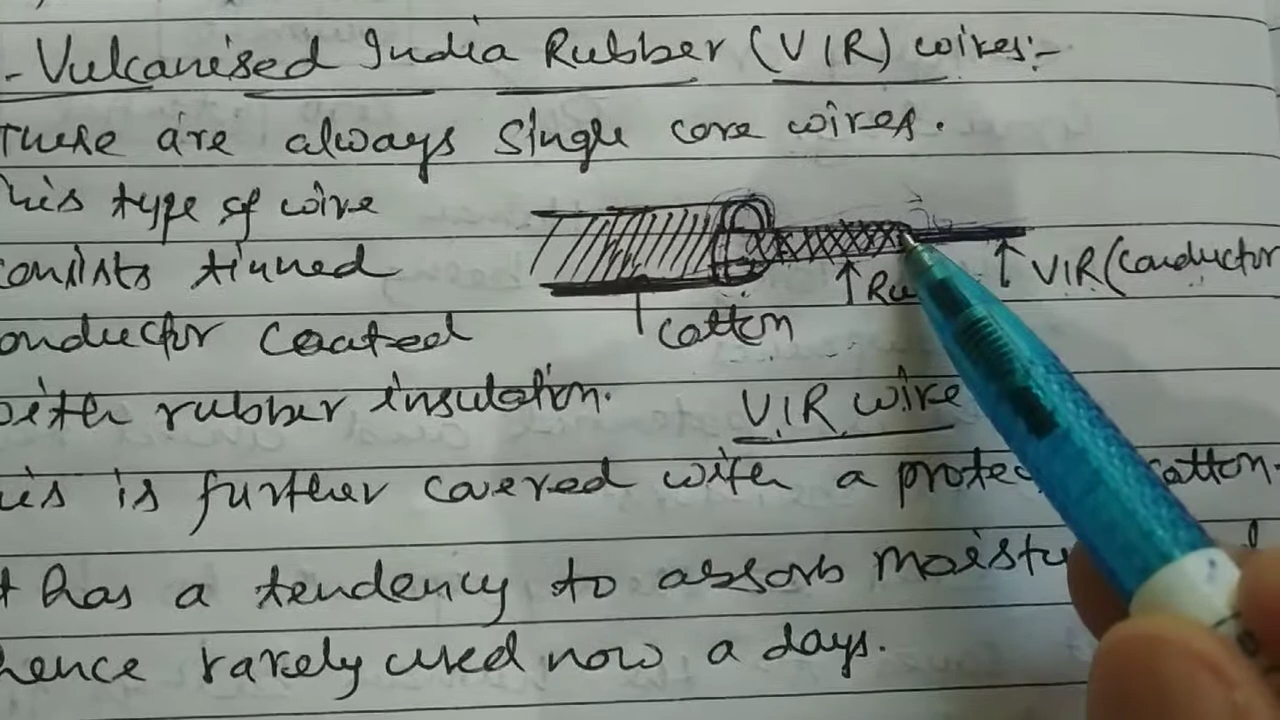 - Vulcanised India Rubber (VIR) wires:-
These are always single core wires.
This type of wire
consists tinned
conductor coated
with rubber insulation.
VIR (conductor
Ru
cotton
VIR wire
is further covered with a protec cotton.
has a tendency to absorb moistu
hence rarely used now a days.